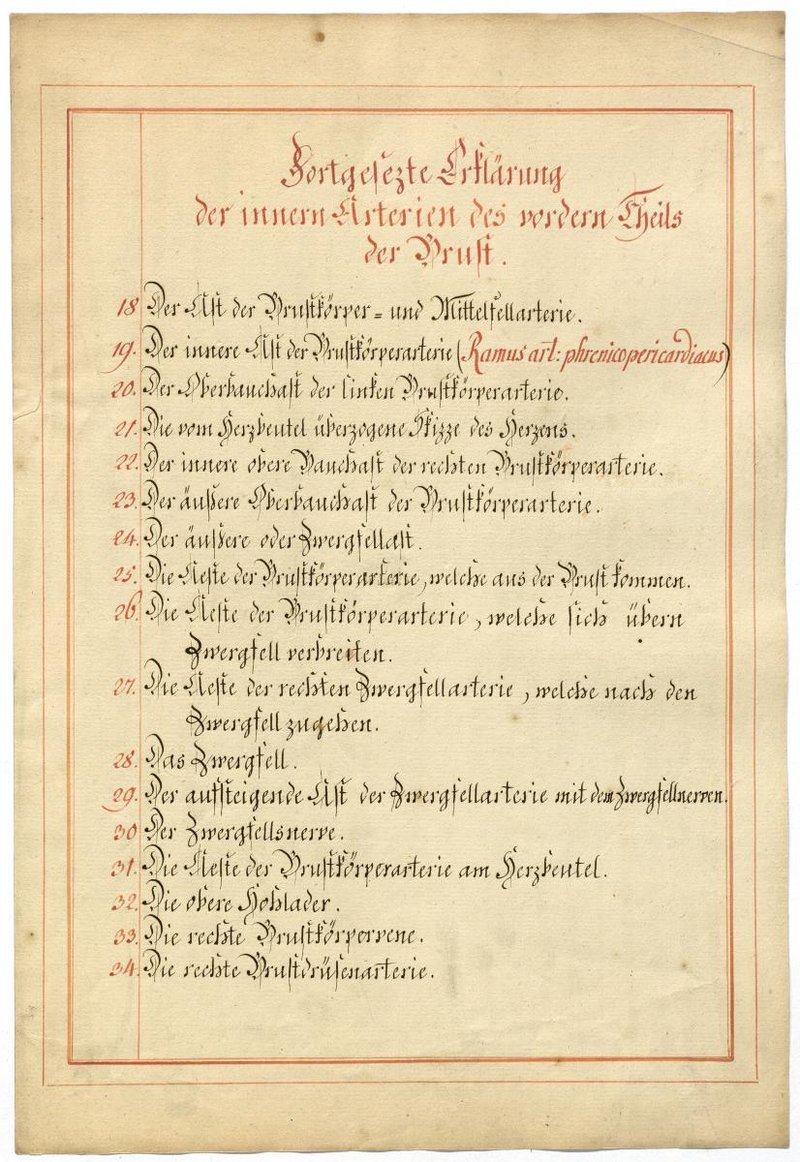 Fortgesezte Erklärung
der innern Arterien des vordern Theils
der Brust.
18 Der Ast der Brustkörper= und Mittelfellarterie.
19. Der innere Ast der Brustkörperarterie (Ramus art: phrenicopericardiacus)
20. Der Oberbauchast der linken Brustkörperarterie.
21. Die vom Herzbeutel überzogene Skizze des Herzens.
22. Der innere obere Bauchast der rechten Brustkörperarterie.
23. Der äußere Oberbauchast der Brustkörperarterie.
24. Der äußere oder Zwergfellast.
25. Die Aeste der Brustkörperarterie, welche aus der Brust kommen.
26. Die Aeste der Brustkörperarterie, welche sich übern
Zwergfell verbreiten.
27. Die Aeste der rechten Zwergfellarterie, welche nach den
Zwergfell zugehen.
28. Das Zwergfell.
29. Der aufsteigende Ast der Zwergfellarterie mit dem Zwergfellnerven.
30 Der Zwergfellsnerve.
31. Die Aeste der Brustkörperarterie am Herzbeutel.
32. Die obere Hohlader.
33. Die rechte Brustkörpervene.
34. Die rechte Brustdrüsenarterie.